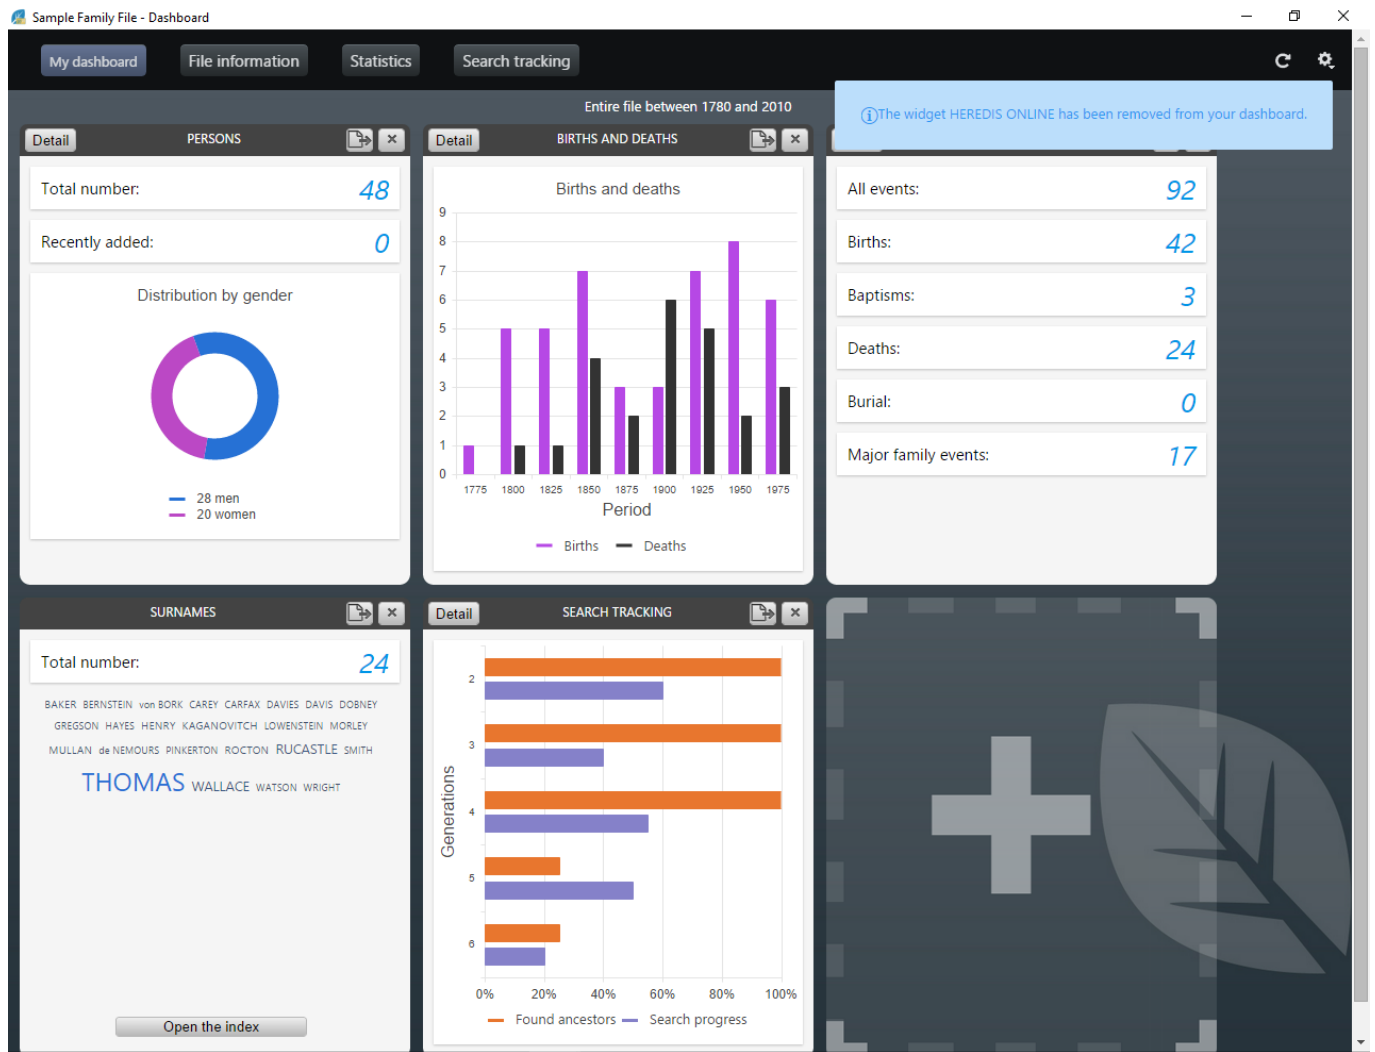 Sample Family File - Dashboard
My dashboard
File information
Statistics
Search tracking
Entire file between 1780 and 2010
The widget HEREDIS ONLINE has been removed from your dashboard.
Detail
PERSONS
Total number:
48
Recently added:
0
Distribution by gender
28 men
20 women
Detail
BIRTHS AND DEATHS
Births and deaths
9
8
7
6
5
4
3
2
1
0
1775 1800 1825 1850 1875 1900 1925 1950 1975
Period
Births Deaths
All events:
92
Births:
42
Baptisms:
3
Deaths:
24
Burial:
0
Major family events:
17
SURNAMES
Total number:
24
BAKER BERNSTEIN von BORK CAREY CARFAX DAVIES DAVIS DOBNEY
GREGSON HAYES HENRY KAGANOVITCH LOWENSTEIN MORLEY
MULLAN de NEMOURS PINKERTON ROCTON RUCASTLE SMITH
THOMAS WALLACE WATSON WRIGHT
Open the index
Detail
SEARCH TRACKING
Generations
2
3
4
5
6
0% 20% 40% 60% 80% 100%
Found ancestors Search progress